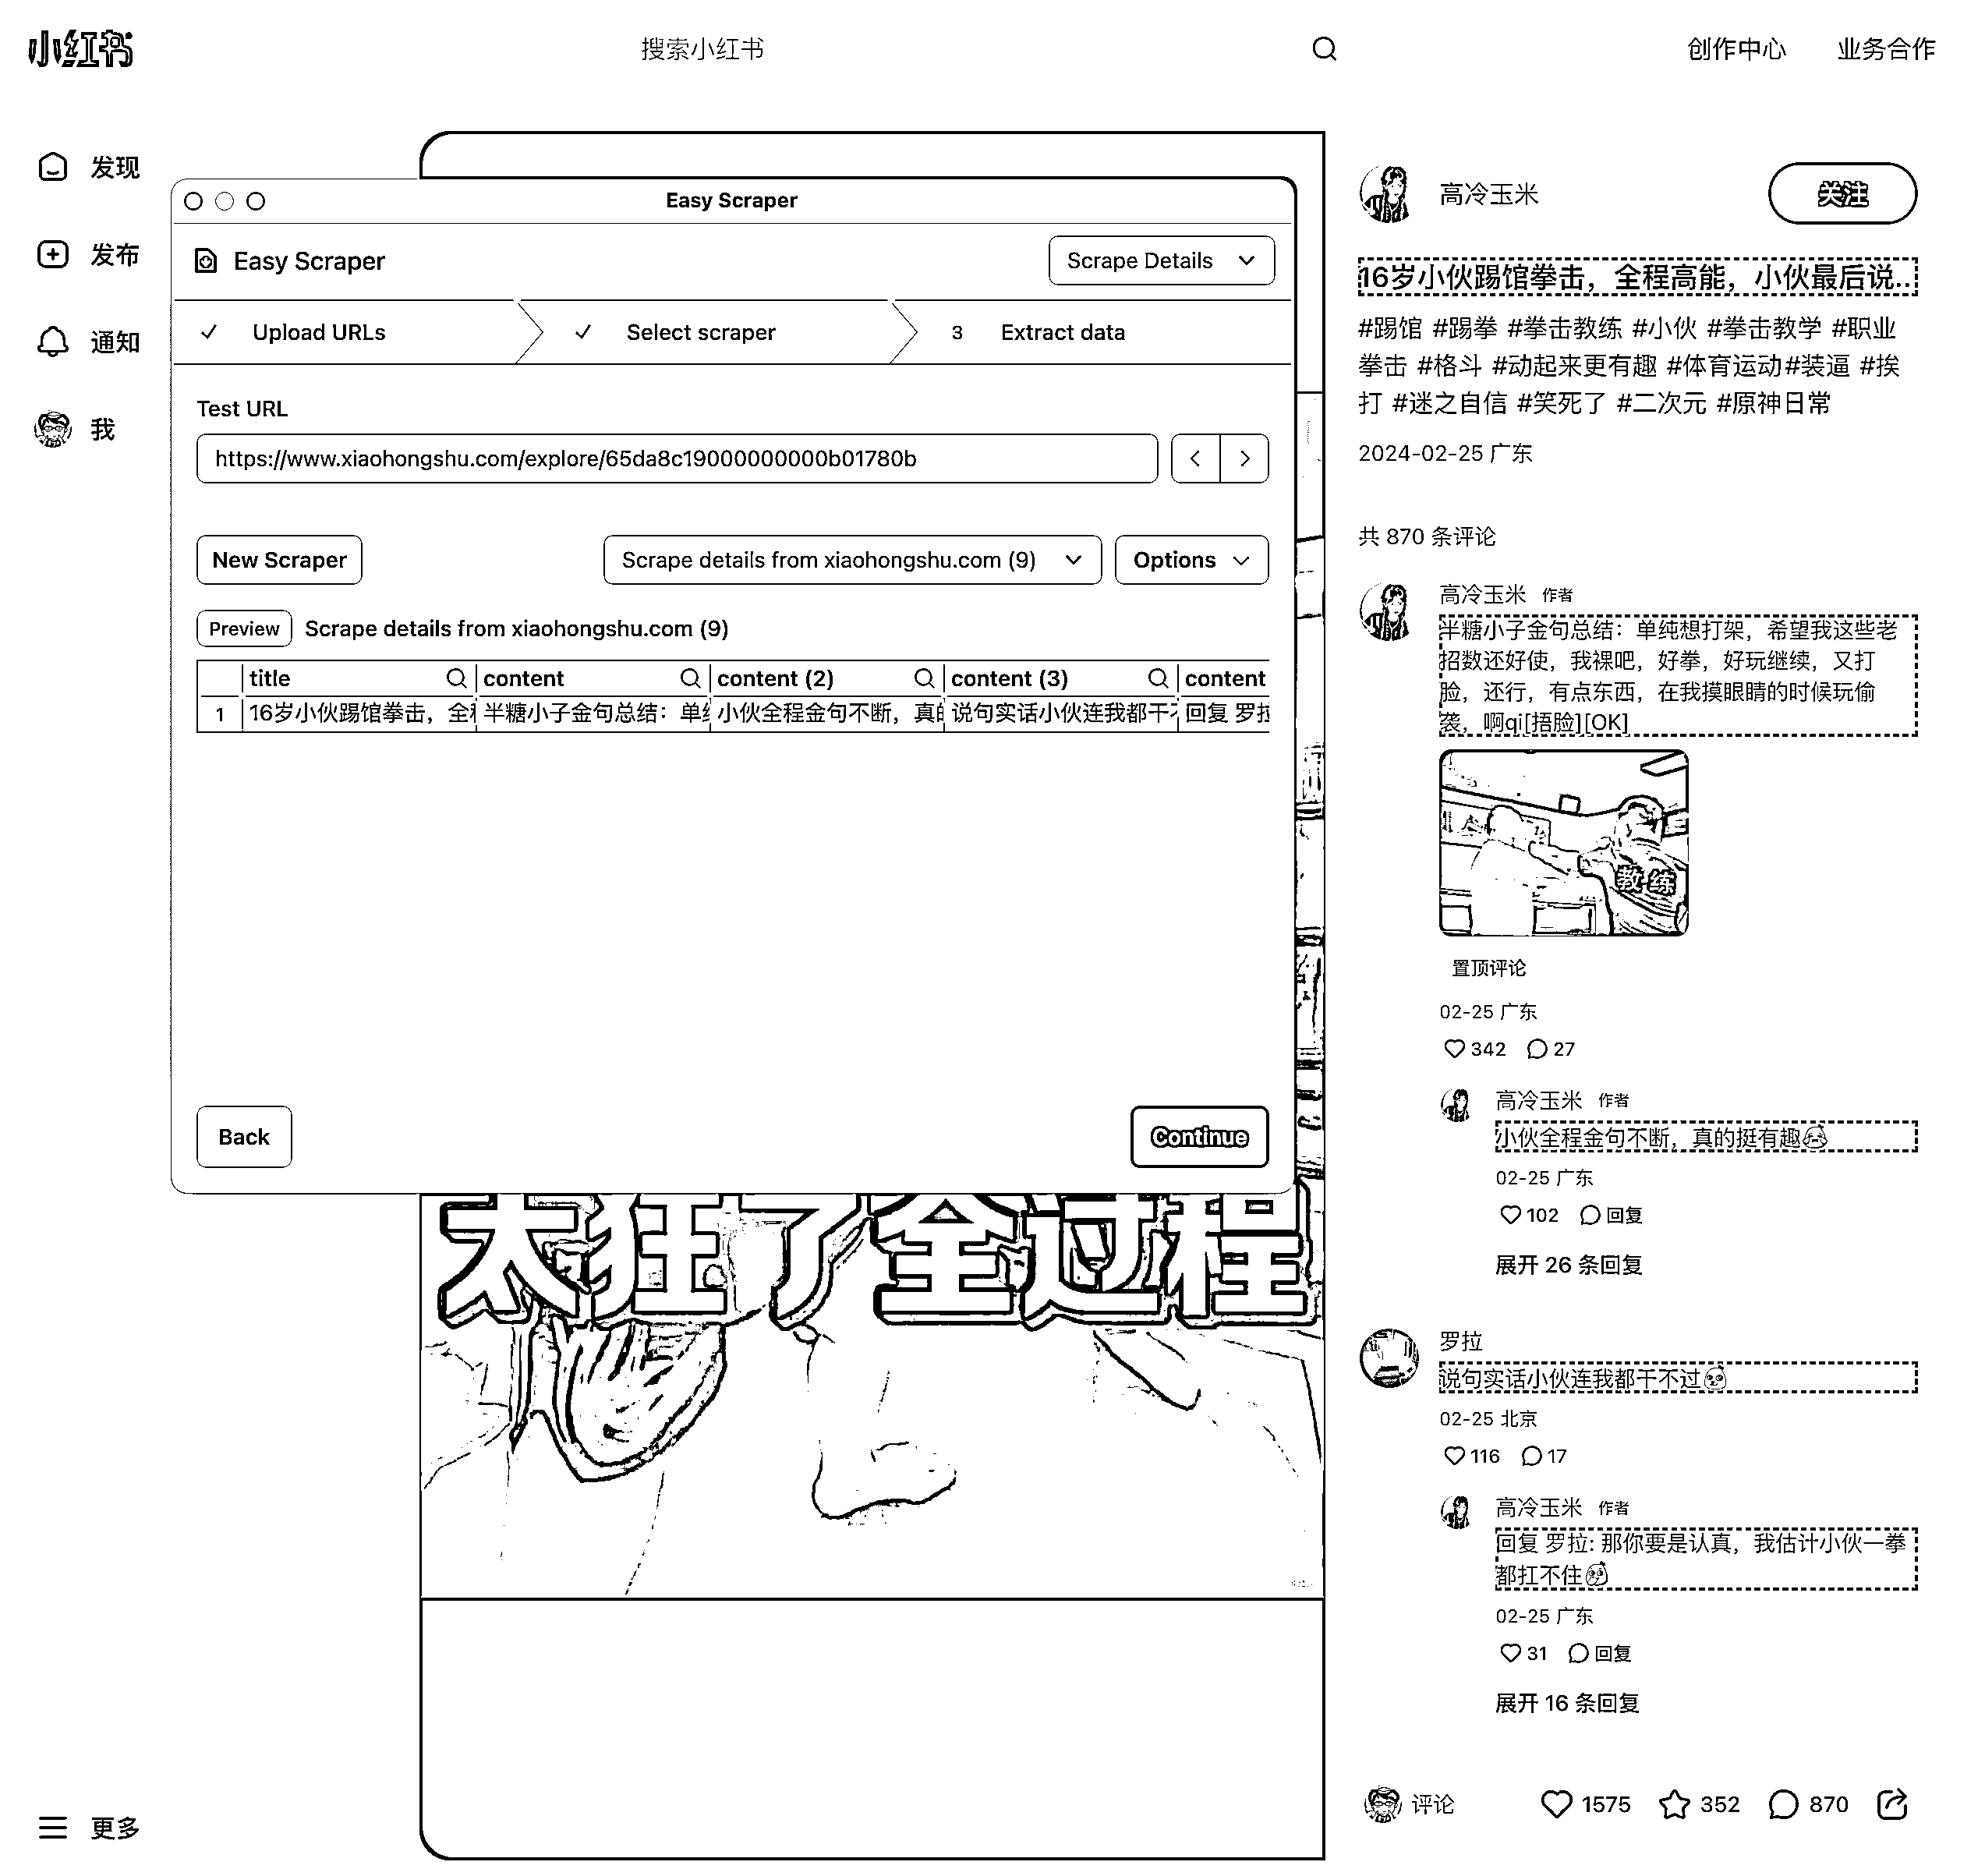 小红书
搜索小红书
创作中心
业务合作
发现
发布
通知
我
更多
Easy Scraper
Easy Scraper
Scrape Details
Upload URLs
Select scraper
3 Extract data
Test URL
https://www.xiaohongshu.com/explore/65da8c19000000000b01780b
New Scraper
Scrape details from xiaohongshu.com (9)
Options
Preview
Scrape details from xiaohongshu.com (9)
title
content
content (2)
content (3)
content
1
16岁小伙踢馆拳击，全
半糖小子金句总结：单
小伙全程金句不断，真
说句实话小伙连我都干
回复 罗拉
Back
Continue
太狂了全过程
高冷玉米
关注
16岁小伙踢馆拳击，全程高能，小伙最后说..
#踢馆 #踢拳 #拳击教练 #小伙 #拳击教学 #职业
拳击 #格斗 #动起来更有趣 #体育运动#装逼 #挨
打 #迷之自信 #笑死了 #二次元 #原神日常
2024-02-25 广东
共 870 条评论
高冷玉米 作者
半糖小子金句总结：单纯想打架，希望我这些老
招数还好使，我裸吧，好拳，好玩继续，又打
脸，还行，有点东西，在我摸眼睛的时候玩偷
袭，啊qi[捂脸][OK]
教练
置顶评论
02-25 广东
342 27
高冷玉米 作者
小伙全程金句不断，真的挺有趣
02-25 广东
102 回复
展开 26 条回复
罗拉
说句实话小伙连我都干不过
02-25 北京
116 17
高冷玉米 作者
回复 罗拉: 那你要是认真，我估计小伙一拳
都扛不住
02-25 广东
31 回复
展开 16 条回复
评论
1575 352 870